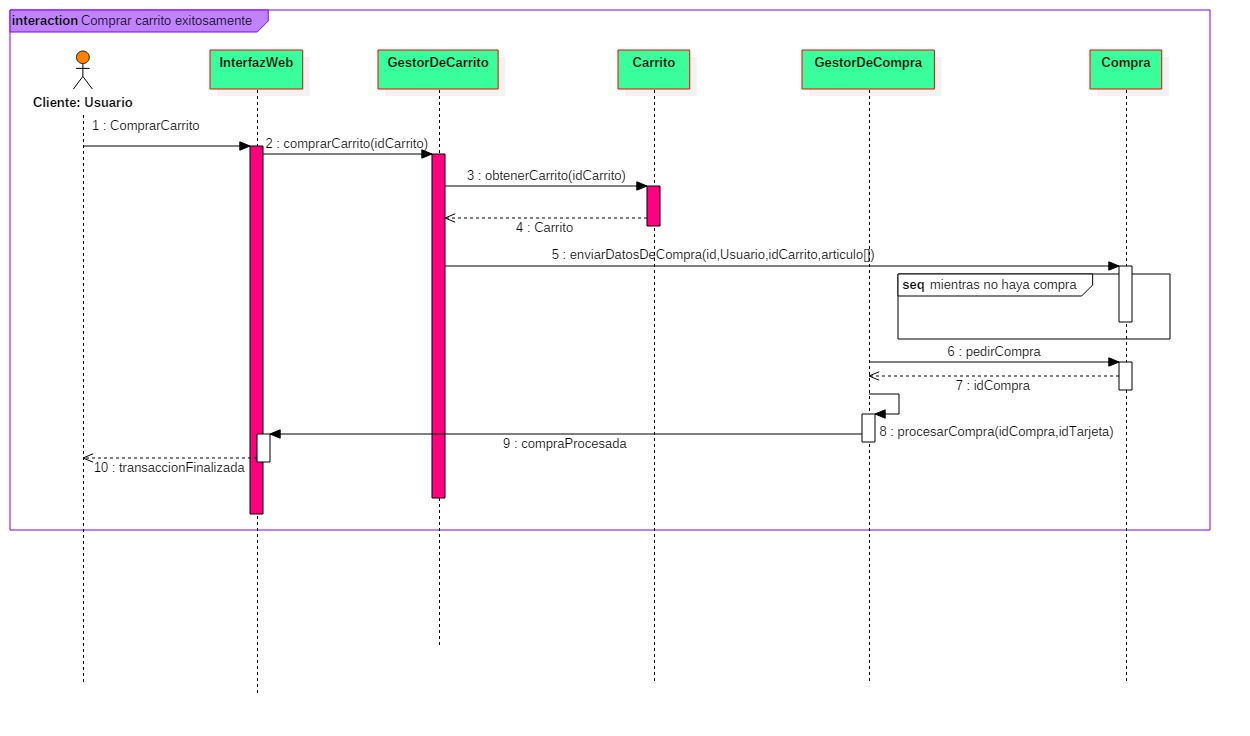 interaction Comprar carrito exitosamente
InterfazWeb
GestorDeCarrito
Carrito
GestorDeCompra
Compra
Cliente: Usuario
1 : ComprarCarrito
2 : comprarCarrito(idCarrito)
3 : obtenerCarrito(idCarrito)
4 : Carrito
5 : enviarDatosDeCompra(id,Usuario,idCarrito,articulo[])
seq mientras no haya compra
6 : pedirCompra
7 : idCompra
8 : procesarCompra(idCompra,idTarjeta)
9 : compraProcesada
10 : transaccionFinalizada